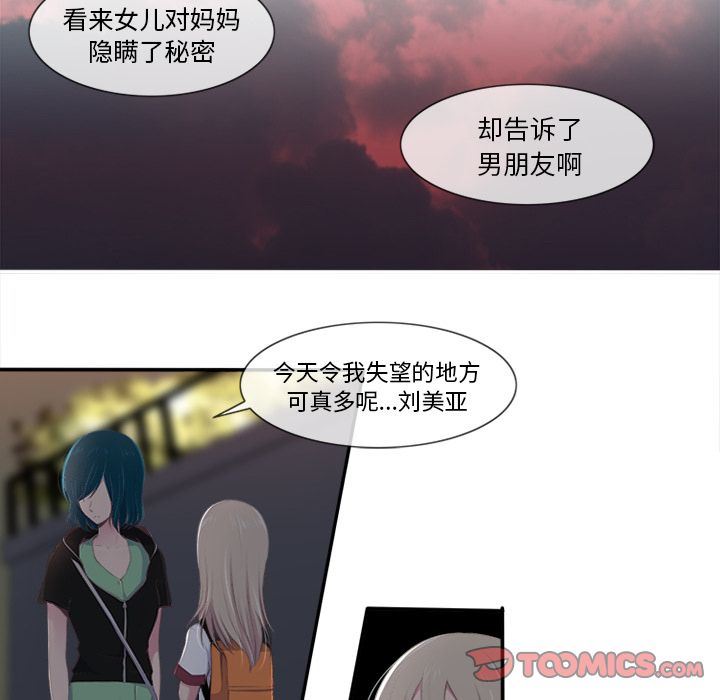 看来女儿对妈妈
隐瞒了秘密
却告诉了
男朋友啊
今天令我失望的地方
可真多呢...刘美亚
TOOMICS.COM